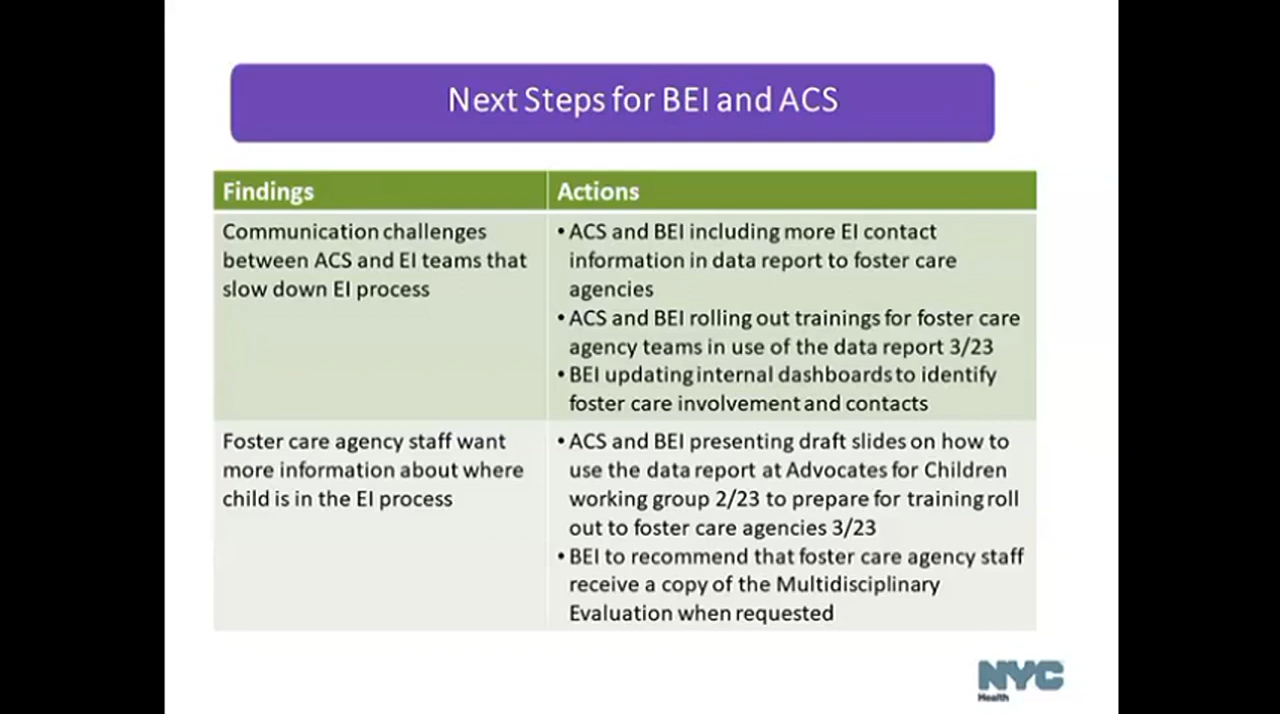 Next Steps for BEI and ACS
Findings
Actions
Communication challenges
between ACS and EI teams that
slow down EI process
• ACS and BEI including more EI contact
information in data report to foster care
agencies
• ACS and BEI rolling out trainings for foster care
agency teams in use of the data report 3/23
• BEI updating internal dashboards to identify
foster care involvement and contacts
Foster care agency staff want
more information about where
child is in the EI process
• ACS and BEI presenting draft slides on how to
use the data report at Advocates for Children
working group 2/23 to prepare for training roll
out to foster care agencies 3/23
• BEI to recommend that foster care agency staff
receive a copy of the Multidisciplinary
Evaluation when requested
NYC
Health